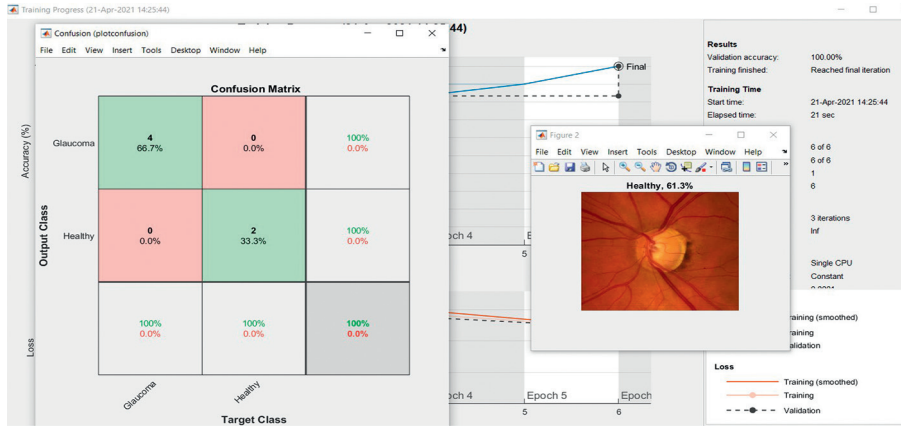 Training Progress (21-Apr-2021 14:25:44)
44)
Confusion (plotconfusion)
File Edit View Insert Tools Desktop Window Help
Confusion Matrix
Output Class
Glaucoma
4
66.7%
0
0.0%
100%
0.0%
Healthy
0
0.0%
2
33.3%
100%
0.0%
100%
0.0%
100%
0.0%
100%
0.0%
Glaucoma
Healthy
Target Class
Accuracy (%)
Loss
Final
och 4
E
5
och 4
Epoch 5
Epoch
5
6
Figure 2
File Edit View Insert Tools Desktop Window Help
Healthy, 61.3%
Results
Validation accuracy: 100.00%
Training finished: Reached final iteration
Training Time
Start time: 21-Apr-2021 14:25:44
Elapsed time: 21 sec
6 of 6
6 of 6
1
6
3 iterations
Inf
Single CPU
Constant
raining (smoothed)
raining
alidation
Loss
Training (smoothed)
Training
Validation